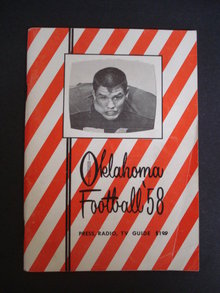 Oklahoma
Football '58
PRESS, RADIO, TV GUIDE $1.00